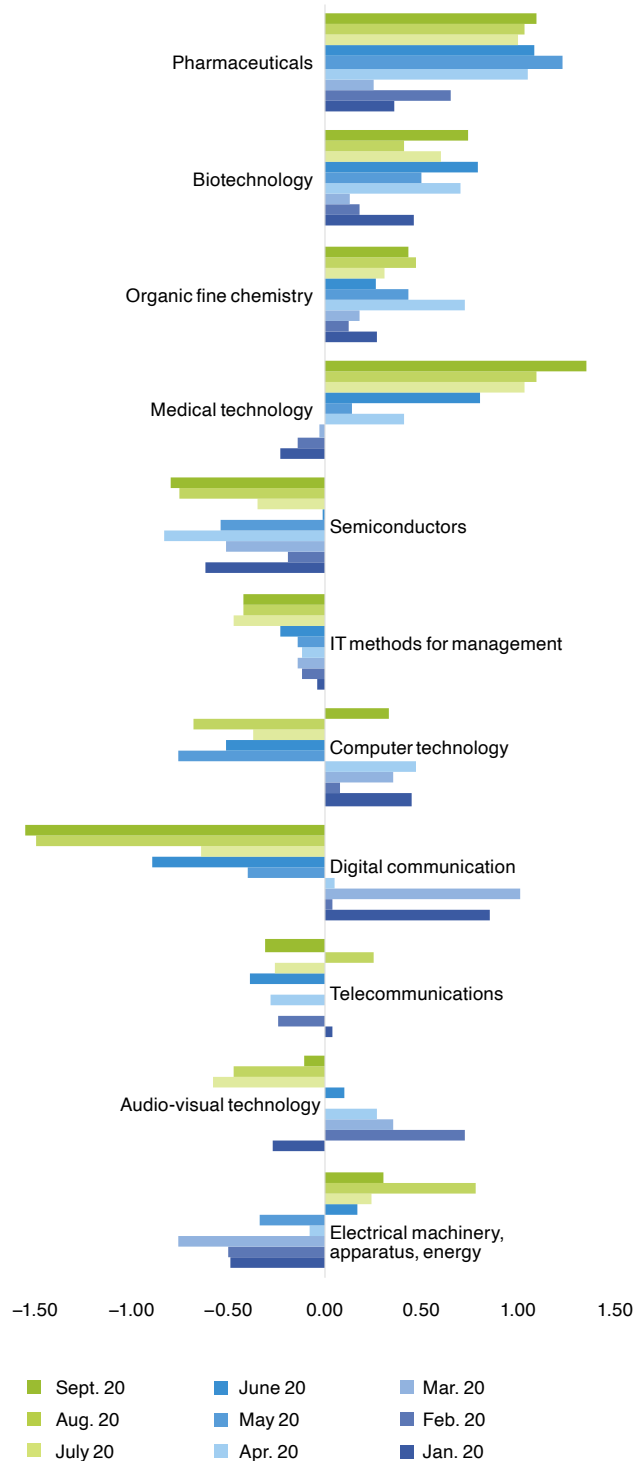 Pharmaceuticals
Biotechnology
Organic fine chemistry
Medical technology
Semiconductors
IT methods for management
Computer technology
Digital communication
Telecommunications
Audio-visual technology
Electrical machinery,
apparatus, energy
−1.50 −1.00 −0.50 0.00 0.50 1.00 1.50
Sept. 20 June 20 Mar. 20
Aug. 20 May 20 Feb. 20
July 20 Apr. 20 Jan. 20